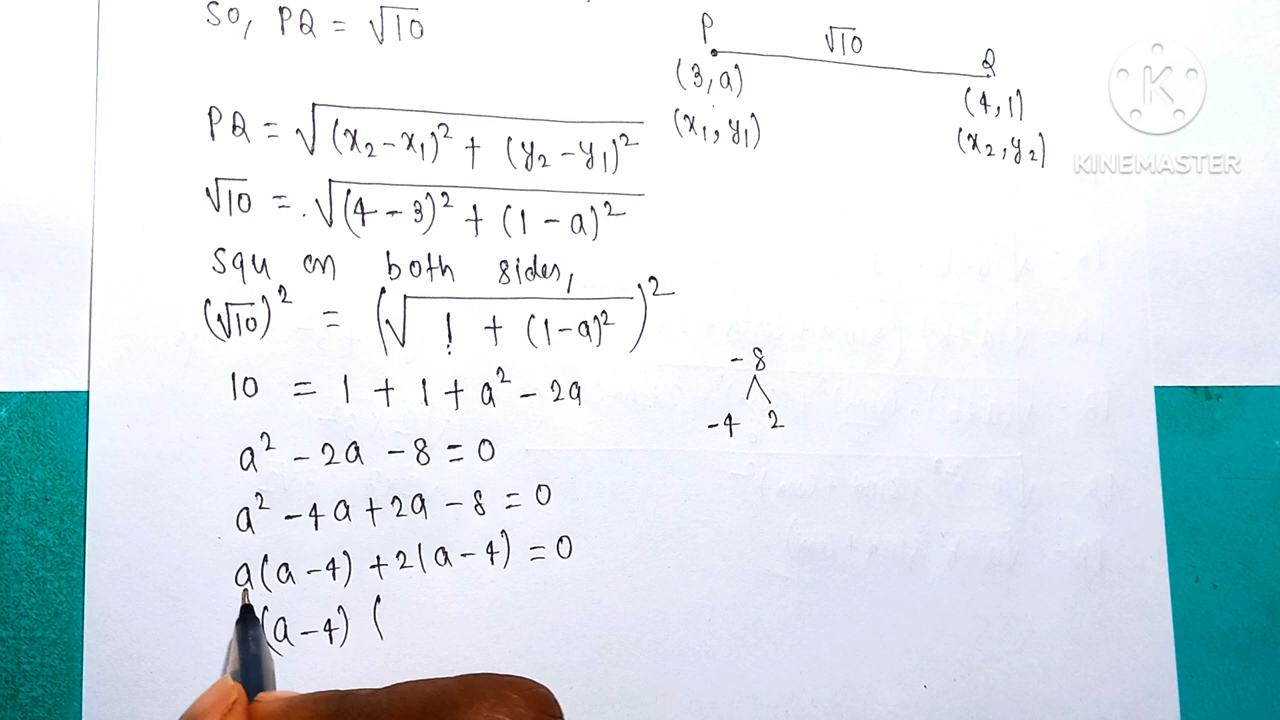 So, PQ = √10
P √10 Q
(3, a) (4, 1)
(x₁, y₁) (x₂, y₂)
KINEMASTER
PQ = √((x₂ - x₁)² + (y₂ - y₁)²)
√10 = √((4 - 3)² + (1 - a)²)
Squ on both sides,
(√10)² = (√(1 + (1 - a)²))²
10 = 1 + 1 + a² - 2a
-8
-4 2
a² - 2a - 8 = 0
a² - 4a + 2a - 8 = 0
a(a - 4) + 2(a - 4) = 0
(a - 4) (